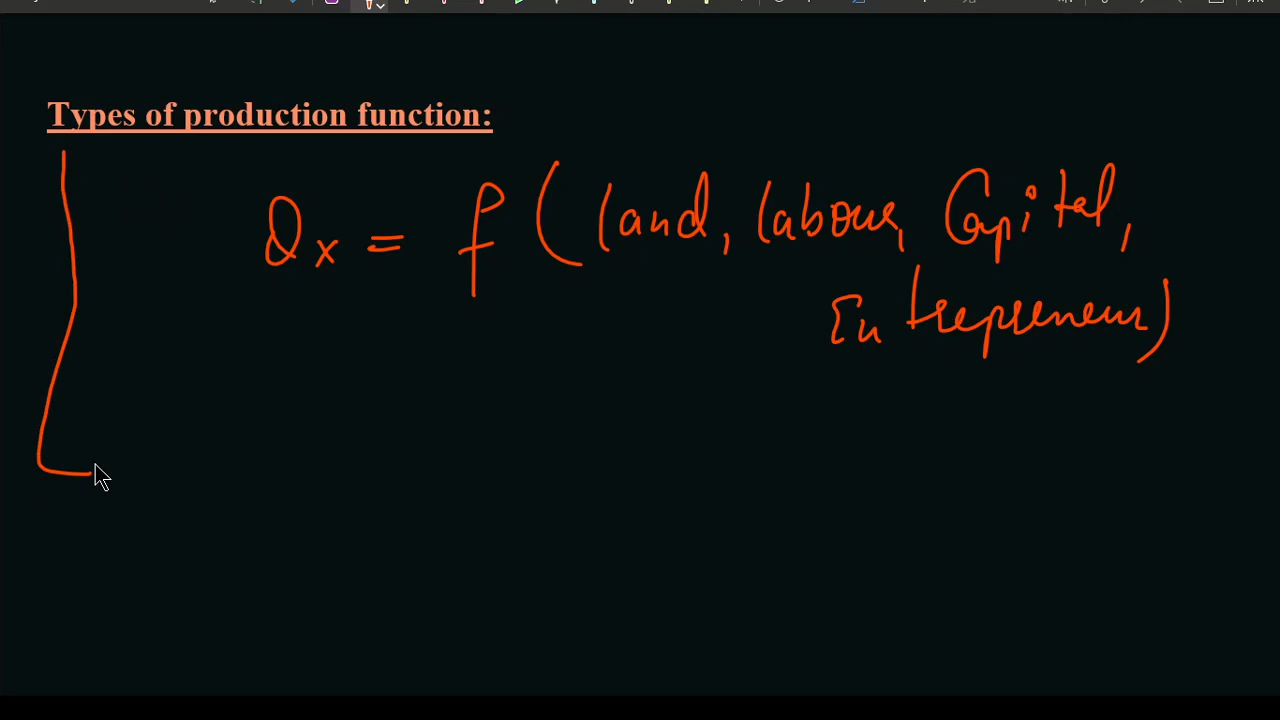 Types of production function:
Qx = f (land, labour, Capital,
Entrepreneur)